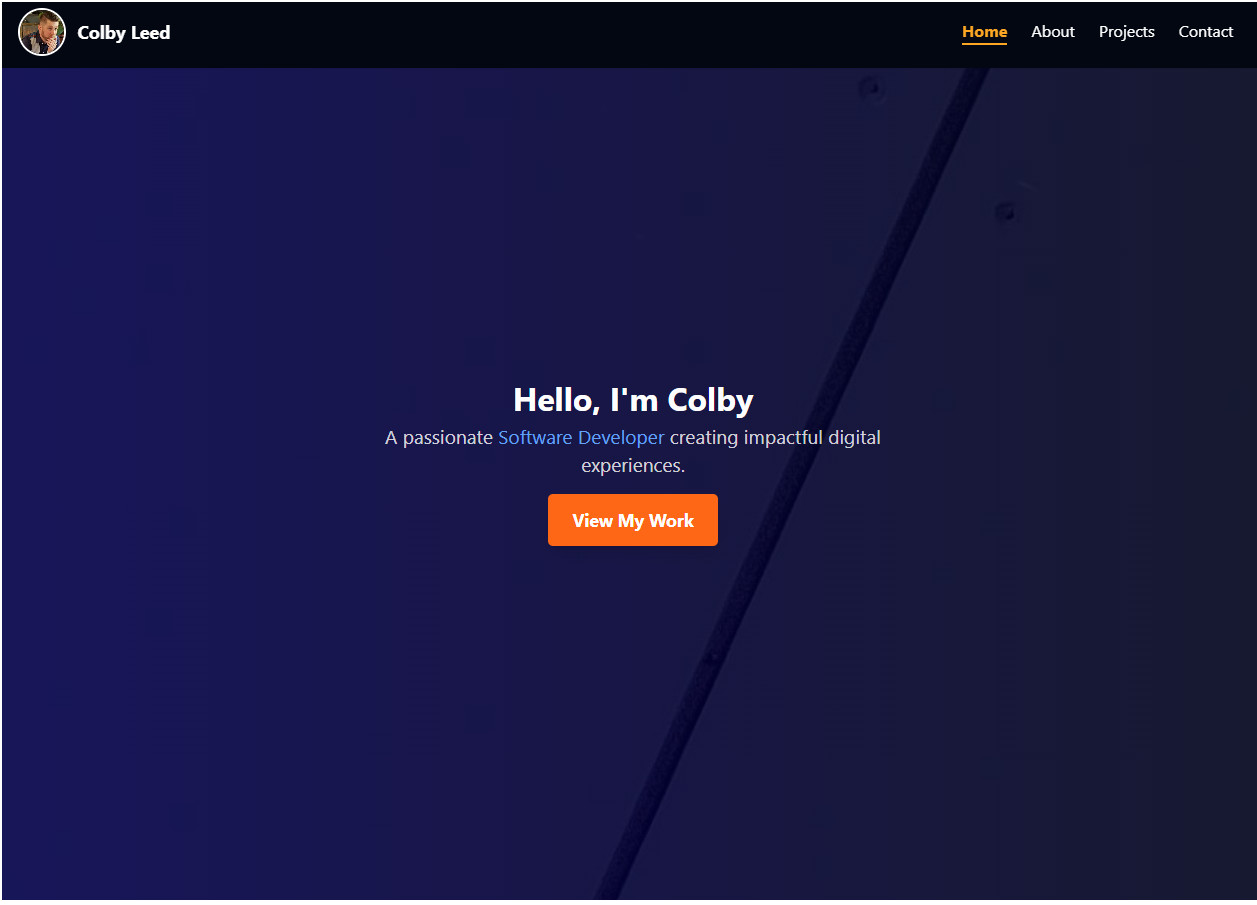 Colby Leed
Home About Projects Contact
Hello, I'm Colby
A passionate Software Developer creating impactful digital
experiences.
View My Work